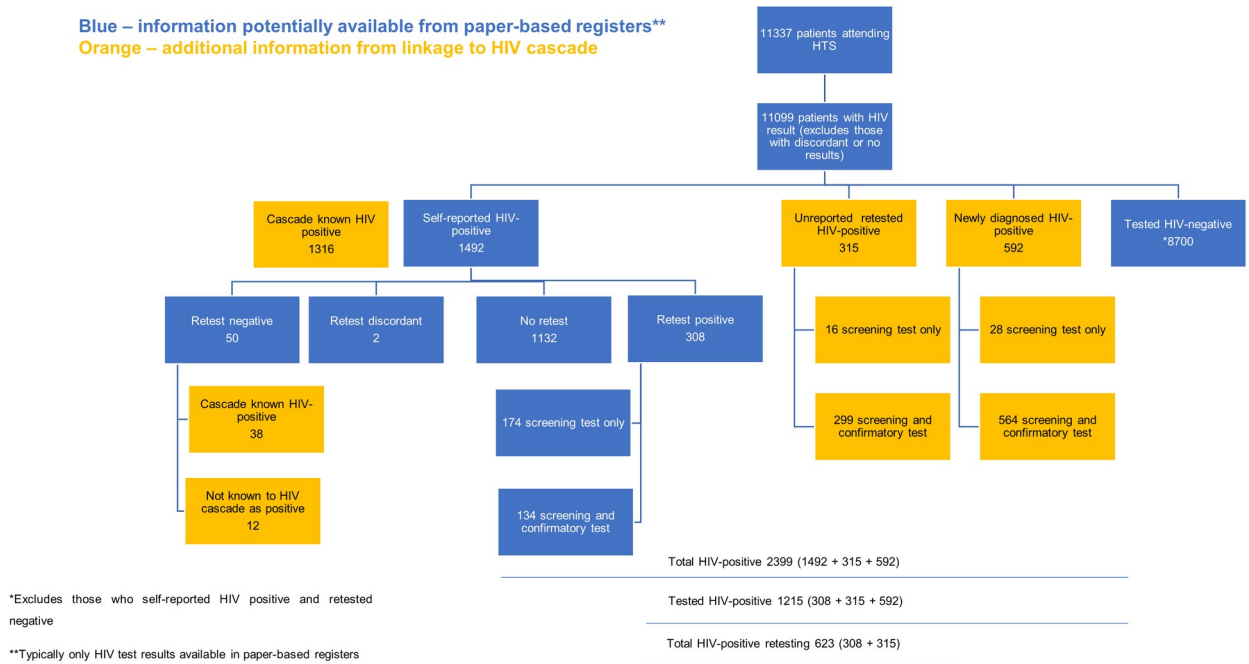 Blue – information potentially available from paper-based registers**
Orange – additional information from linkage to HIV cascade
11337 patients attending
HTS
11099 patients with HIV
result (excludes those
with discordant or no
results)
Cascade known HIV
positive
1316
Self-reported HIV-
positive
1492
Unreported retested
HIV-positive
315
Newly diagnosed HIV-
positive
592
Tested HIV-negative
*8700
Retest negative
50
Retest discordant
2
No retest
1132
Retest positive
308
16 screening test only
28 screening test only
Cascade known HIV-
positive
38
174 screening test only
299 screening and
confirmatory test
564 screening and
confirmatory test
Not known to HIV
cascade as positive
12
134 screening and
confirmatory test
Total HIV-positive 2399 (1492 + 315 + 592)
Tested HIV-positive 1215 (308 + 315 + 592)
Total HIV-positive retesting 623 (308 + 315)
*Excludes those who self-reported HIV positive and retested
negative
**Typically only HIV test results available in paper-based registers